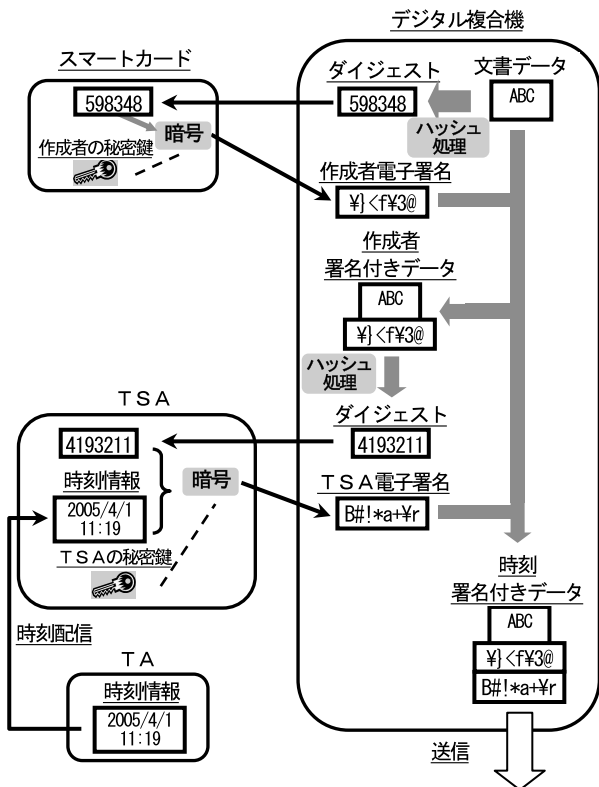 デジタル複合機
スマートカード
598348
暗号
作成者の秘密鍵
ダイジェスト
598348
文書データ
ABC
ハッシュ
処理
作成者電子署名
¥}<f¥3@
作成者
署名付きデータ
ABC
¥}<f¥3@
ハッシュ
処理
TSA
4193211
時刻情報
2005/4/1
11:19
暗号
TSAの秘密鍵
ダイジェスト
4193211
TSA電子署名
B#!*a+¥r
時刻
署名付きデータ
ABC
¥}<f¥3@
B#!*a+¥r
時刻配信
TA
時刻情報
2005/4/1
11:19
送信